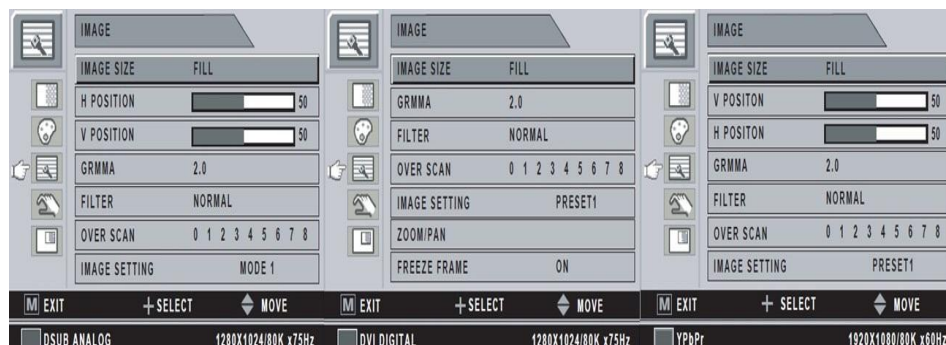 IMAGE
IMAGE SIZE FILL
H POSITION 50
V POSITION 50
GRMMA 2.0
FILTER NORMAL
OVER SCAN 0 1 2 3 4 5 6 7 8
IMAGE SETTING MODE 1
M EXIT SELECT MOVE
DSUB ANALOG 1280X1024/80K x75Hz
IMAGE
IMAGE SIZE FILL
GRMMA 2.0
FILTER NORMAL
OVER SCAN 0 1 2 3 4 5 6 7 8
IMAGE SETTING PRESET1
ZOOM/PAN
FREEZE FRAME ON
M EXIT SELECT MOVE
DVI DIGITAL 1280X1024/80K x75Hz
IMAGE
IMAGE SIZE FILL
V POSITON 50
H POSITON 50
GRMMA 2.0
FILTER NORMAL
OVER SCAN 0 1 2 3 4 5 6 7 8
IMAGE SETTING PRESET1
M EXIT SELECT MOVE
YPbPr 1920X1080/80K x60Hz